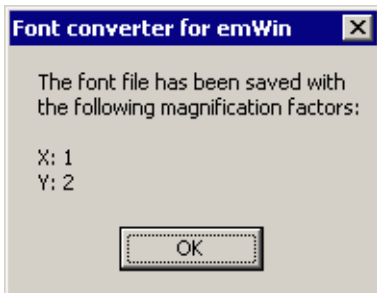 Font converter for emWin
The font file has been saved with
the following magnification factors:
X: 1
Y: 2
OK